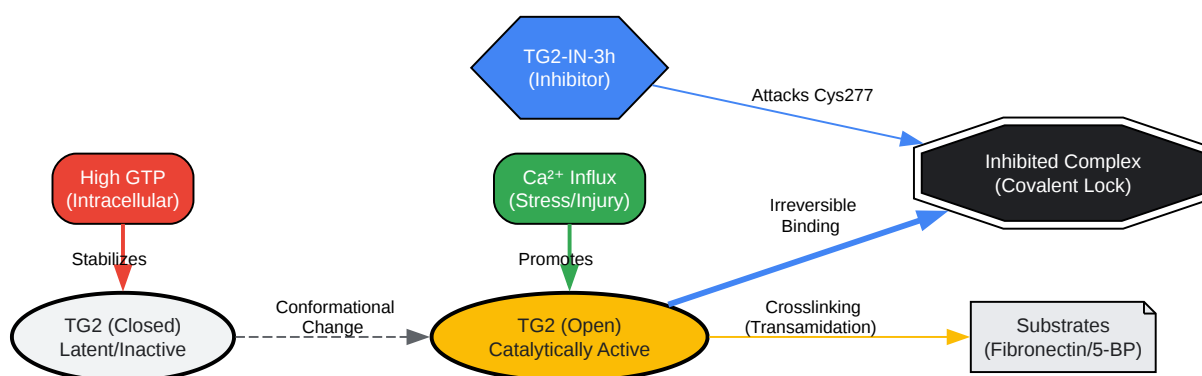 TG2-IN-3h
(Inhibitor)
Attacks Cys277
Inhibited Complex
(Covalent Lock)
High GTP
(Intracellular)
Ca²⁺ Influx
(Stress/Injury)
Irreversible
Binding
Stabilizes
Promotes
Conformational
Change
Crosslinking
(Transamidation)
TG2 (Closed)
Latent/Inactive
TG2 (Open)
Catalytically Active
Substrates
(Fibronectin/5-BP)